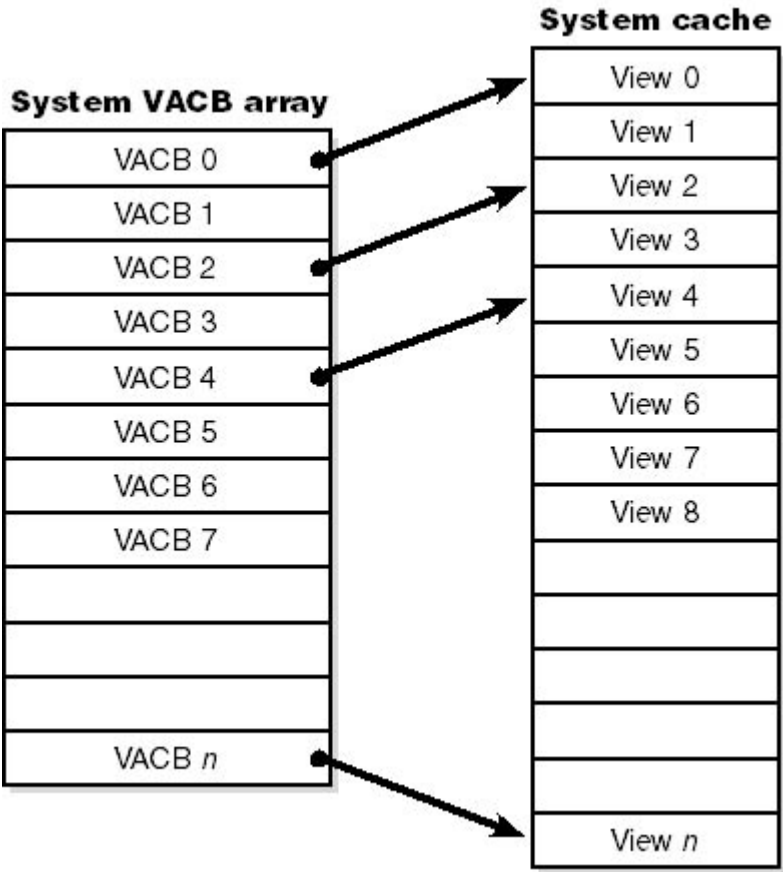 System VACB array
VACB 0
VACB 1
VACB 2
VACB 3
VACB 4
VACB 5
VACB 6
VACB 7
VACB n
System cache
View 0
View 1
View 2
View 3
View 4
View 5
View 6
View 7
View 8
View n